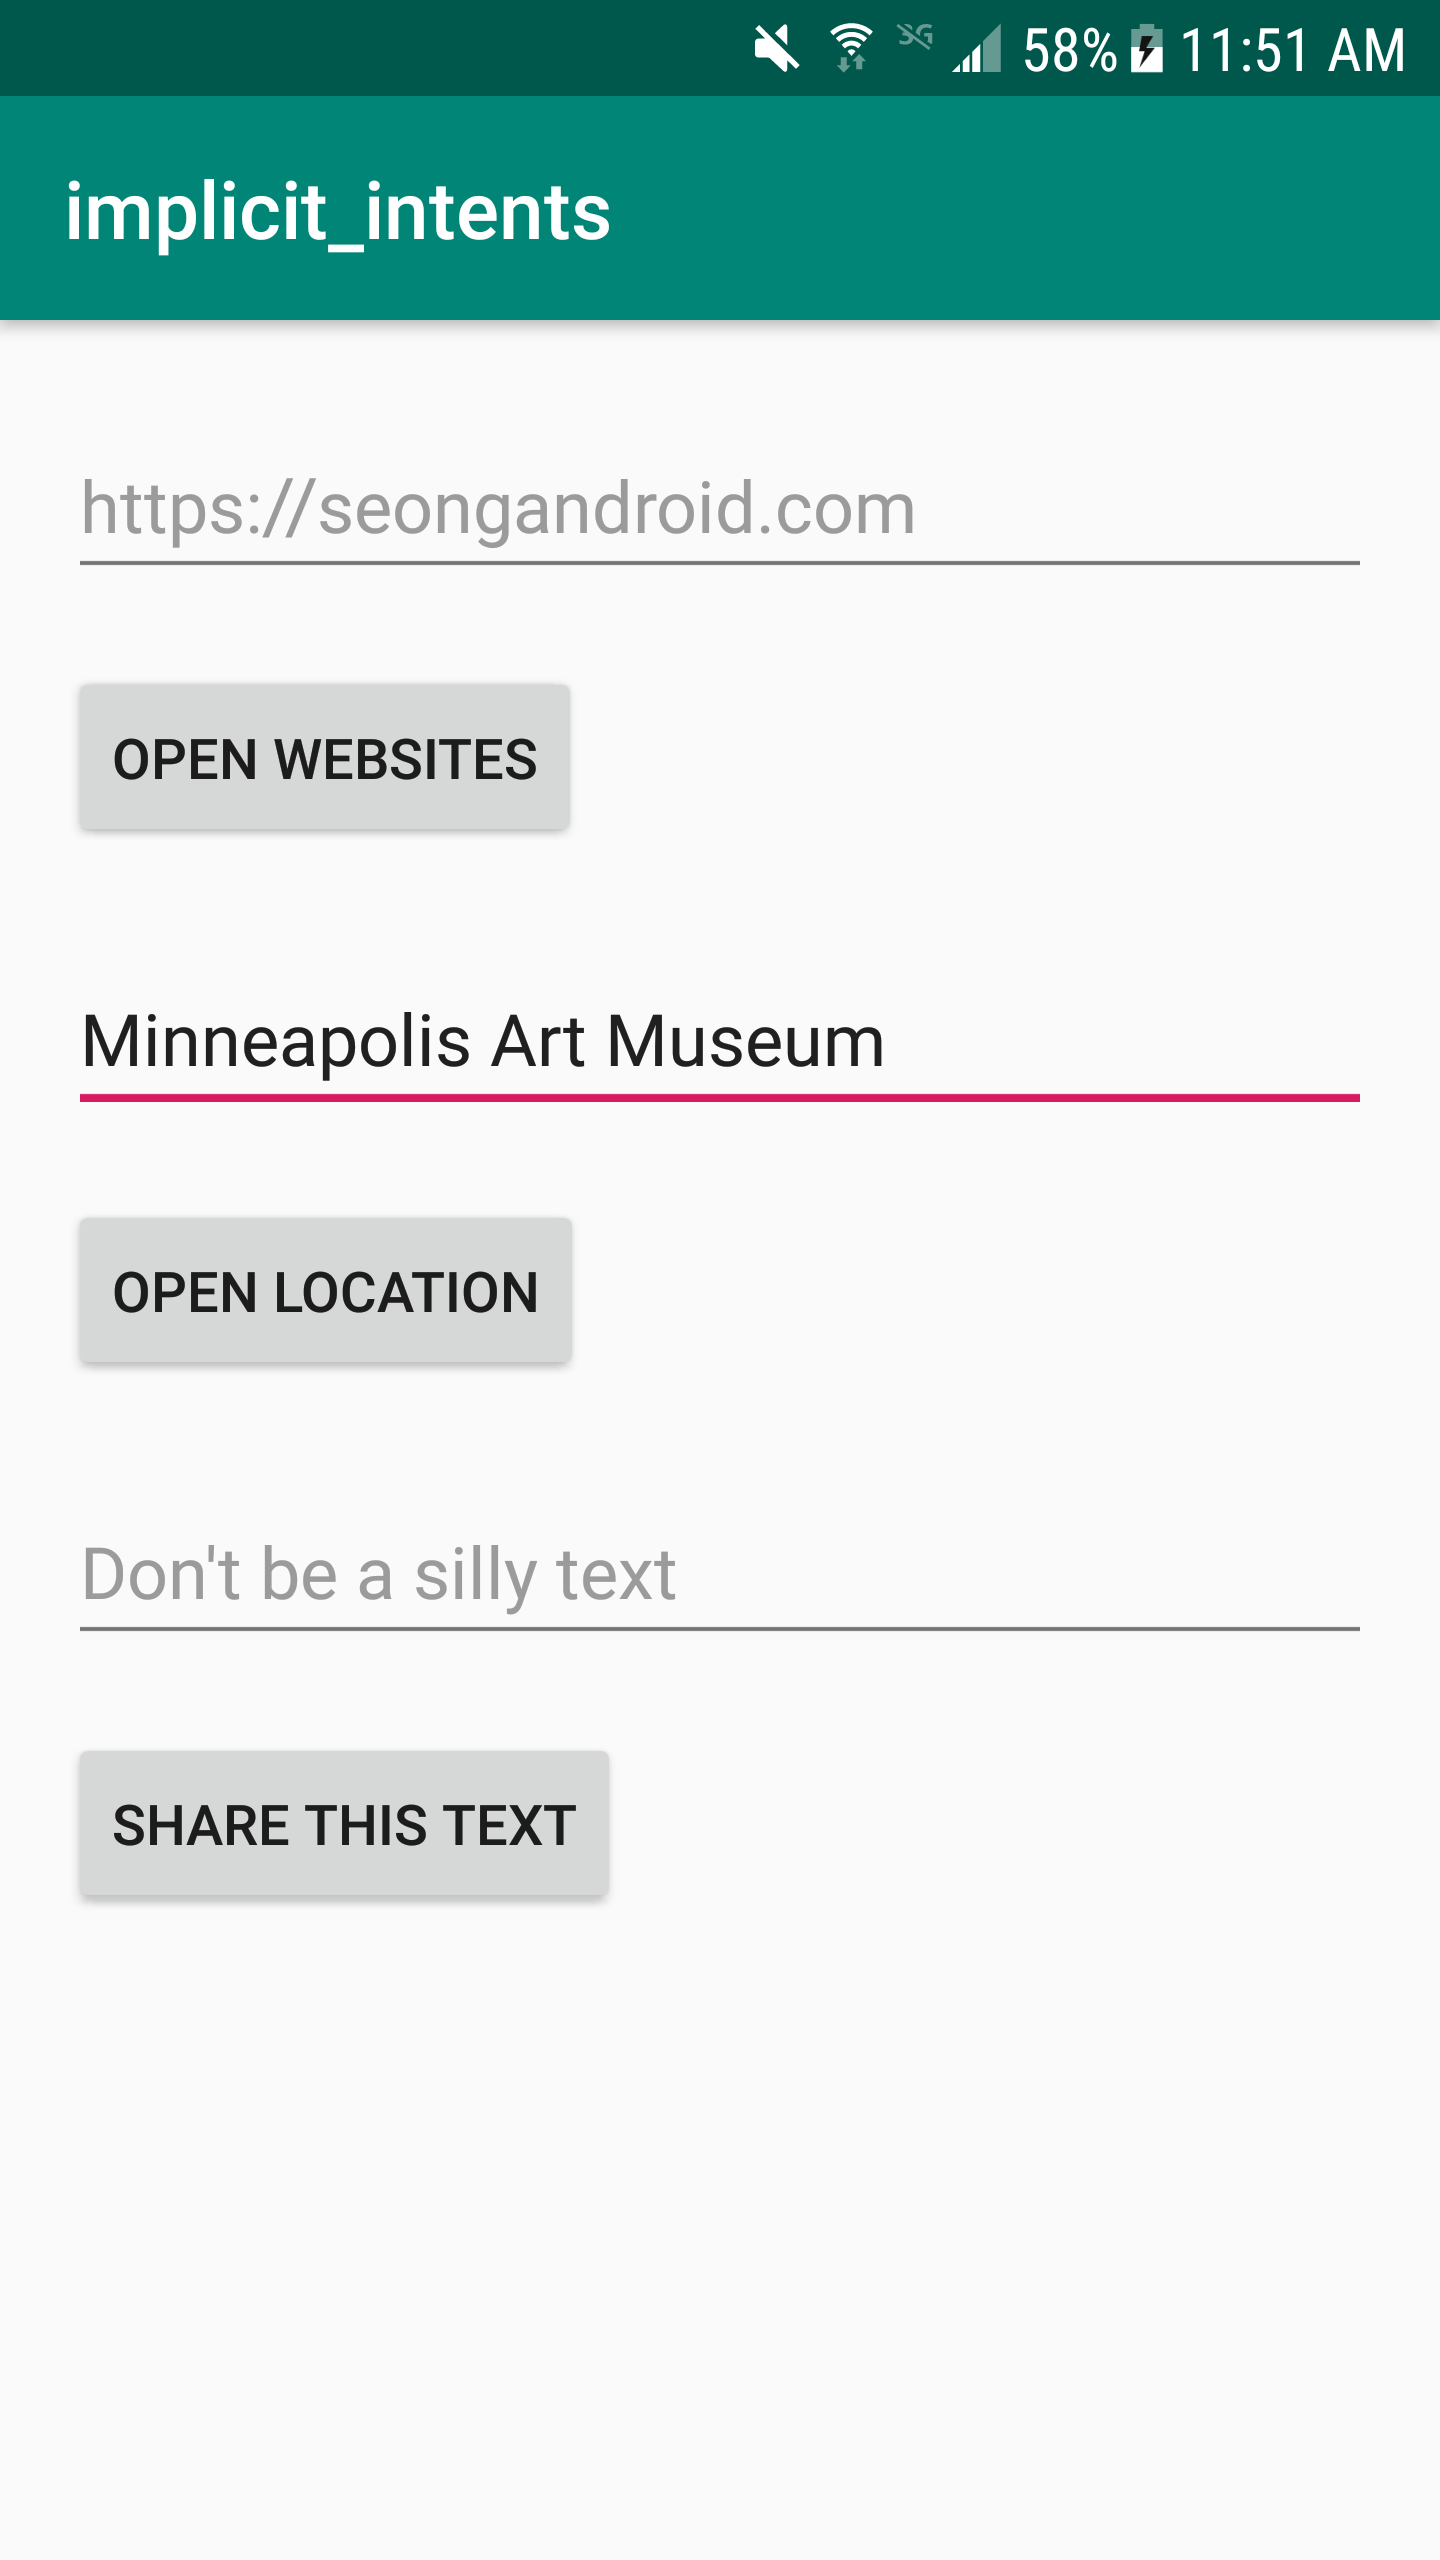 58% 11:51 AM
implicit_intents
https://seongandroid.com
OPEN WEBSITES
Minneapolis Art Museum
OPEN LOCATION
Don't be a silly text
SHARE THIS TEXT